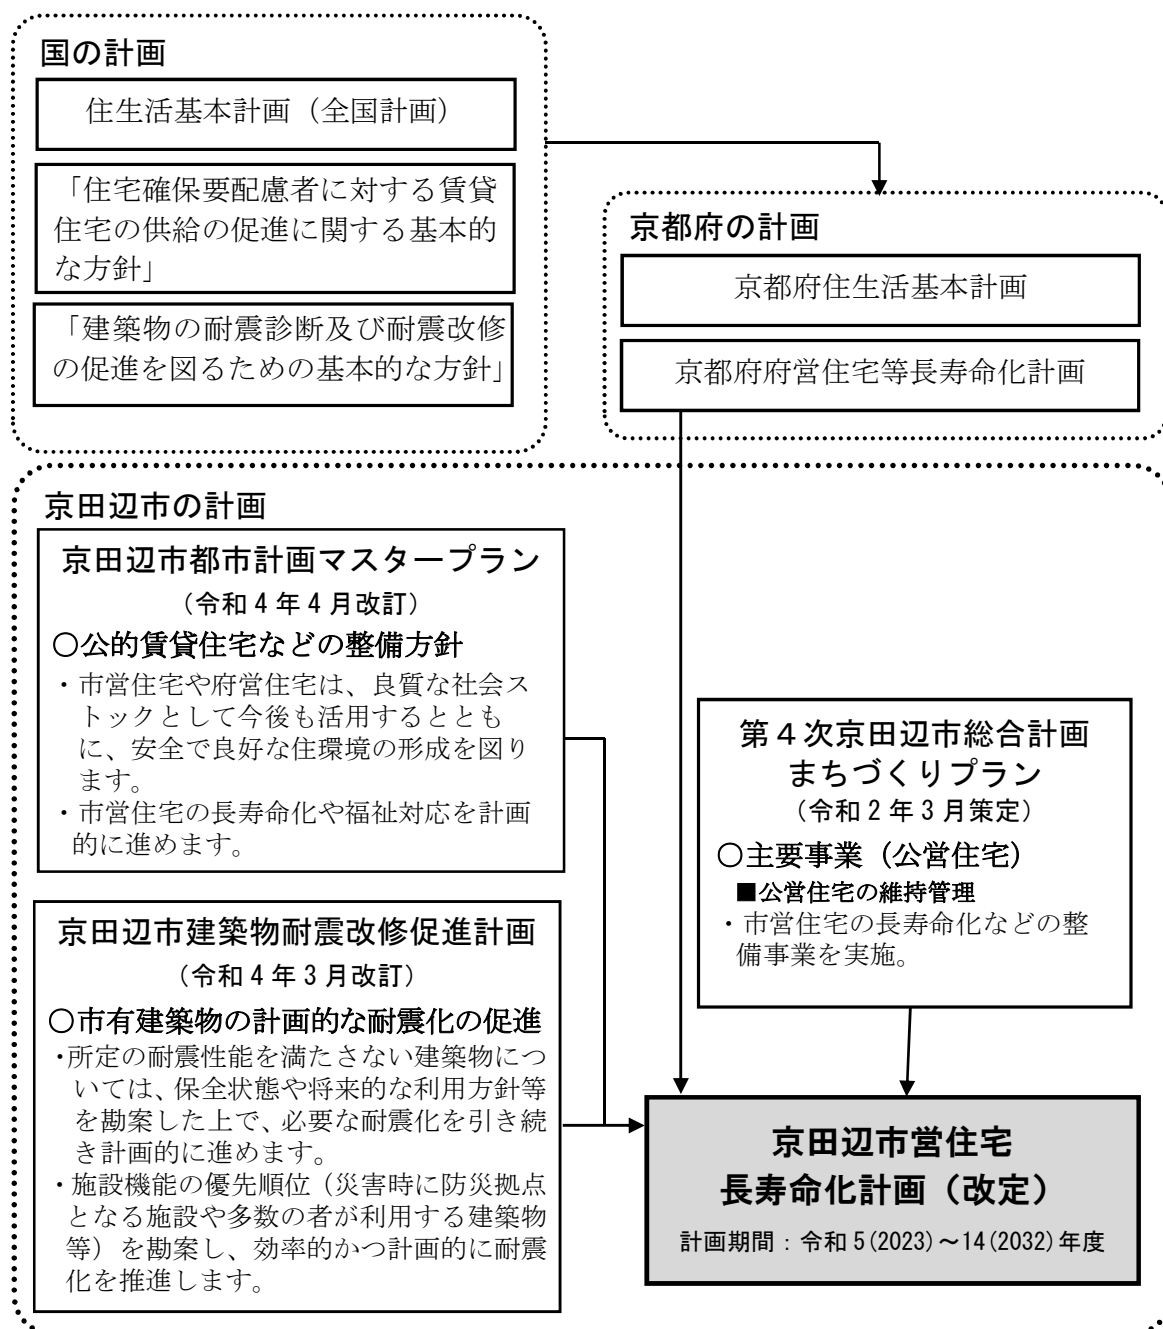 国の計画
住生活基本計画（全国計画）
「住宅確保要配慮者に対する賃貸
住宅の供給の促進に関する基本的
な方針」
「建築物の耐震診断及び耐震改修
の促進を図るための基本的な方針」
京都府の計画
京都府住生活基本計画
京都府府営住宅等長寿命化計画
京田辺市の計画
京田辺市都市計画マスタープラン
（令和４年４月改訂）
○公的賃貸住宅などの整備方針
・市営住宅や府営住宅は、良質な社会ス
トックとして今後も活用するととも
に、安全で良好な住環境の形成を図り
ます。
・市営住宅の長寿命化や福祉対応を計画
的に進めます。
京田辺市建築物耐震改修促進計画
（令和４年３月改訂）
○市有建築物の計画的な耐震化の促進
・所定の耐震性能を満たさない建築物につ
いては、保全状態や将来的な利用方針等
を勘案した上で、必要な耐震化を引き続
き計画的に進めます。
・施設機能の優先順位（災害時に防災拠点
となる施設や多数の者が利用する建築物
等）を勘案し、効率的かつ計画的に耐震
化を推進します。
第４次京田辺市総合計画
まちづくりプラン
（令和２年３月策定）
○主要事業（公営住宅）
■公営住宅の維持管理
・市営住宅の長寿命化などの整
備事業を実施。
京田辺市営住宅
長寿命化計画（改定）
計画期間：令和５(2023)～14(2032)年度